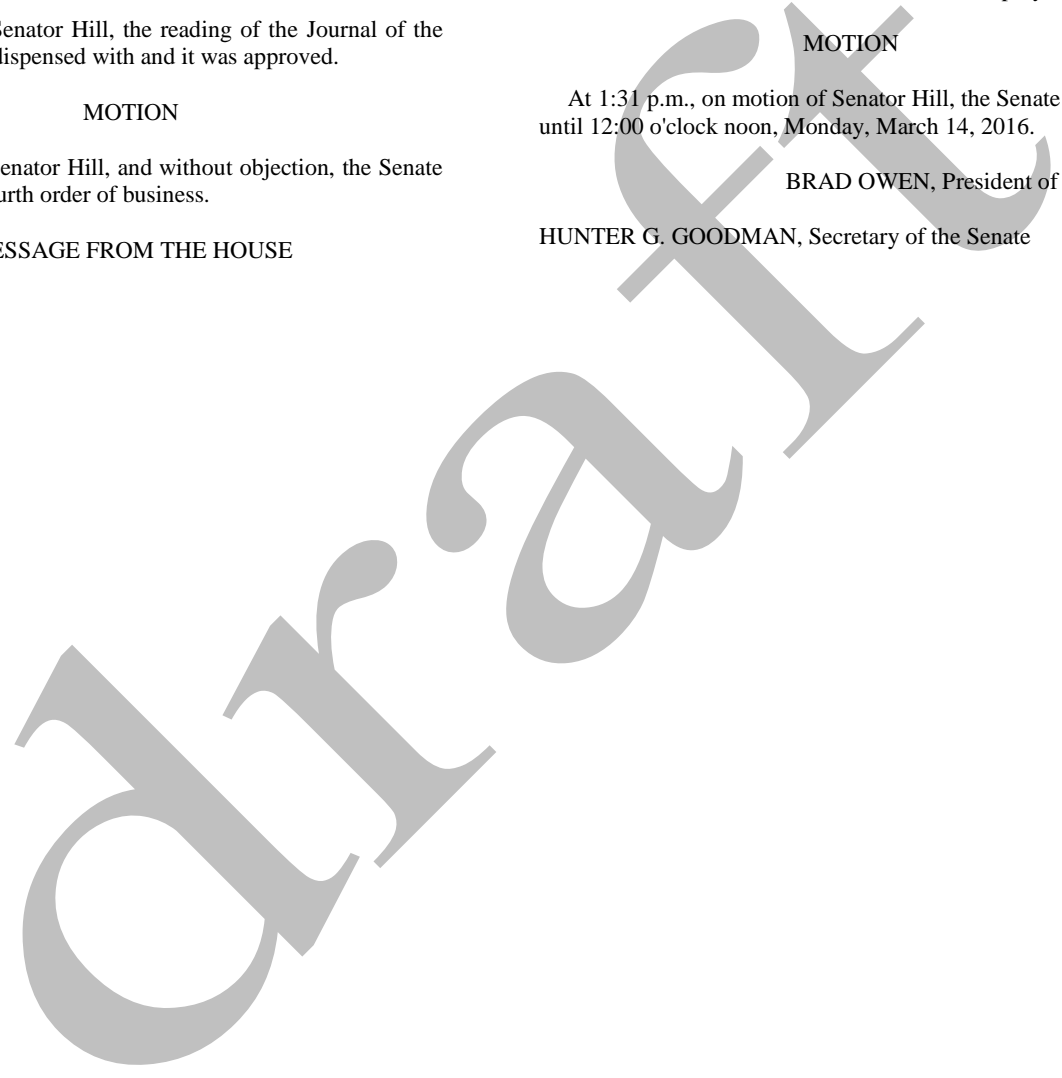 Senator Hill, the reading of the Journal of the
dispensed with and it was approved.
MOTION
Senator Hill, and without objection, the Senate
urth order of business.
ESSAGE FROM THE HOUSE
MOTION
At 1:31 p.m., on motion of Senator Hill, the Senate
until 12:00 o'clock noon, Monday, March 14, 2016.
BRAD OWEN, President of
HUNTER G. GOODMAN, Secretary of the Senate
draft